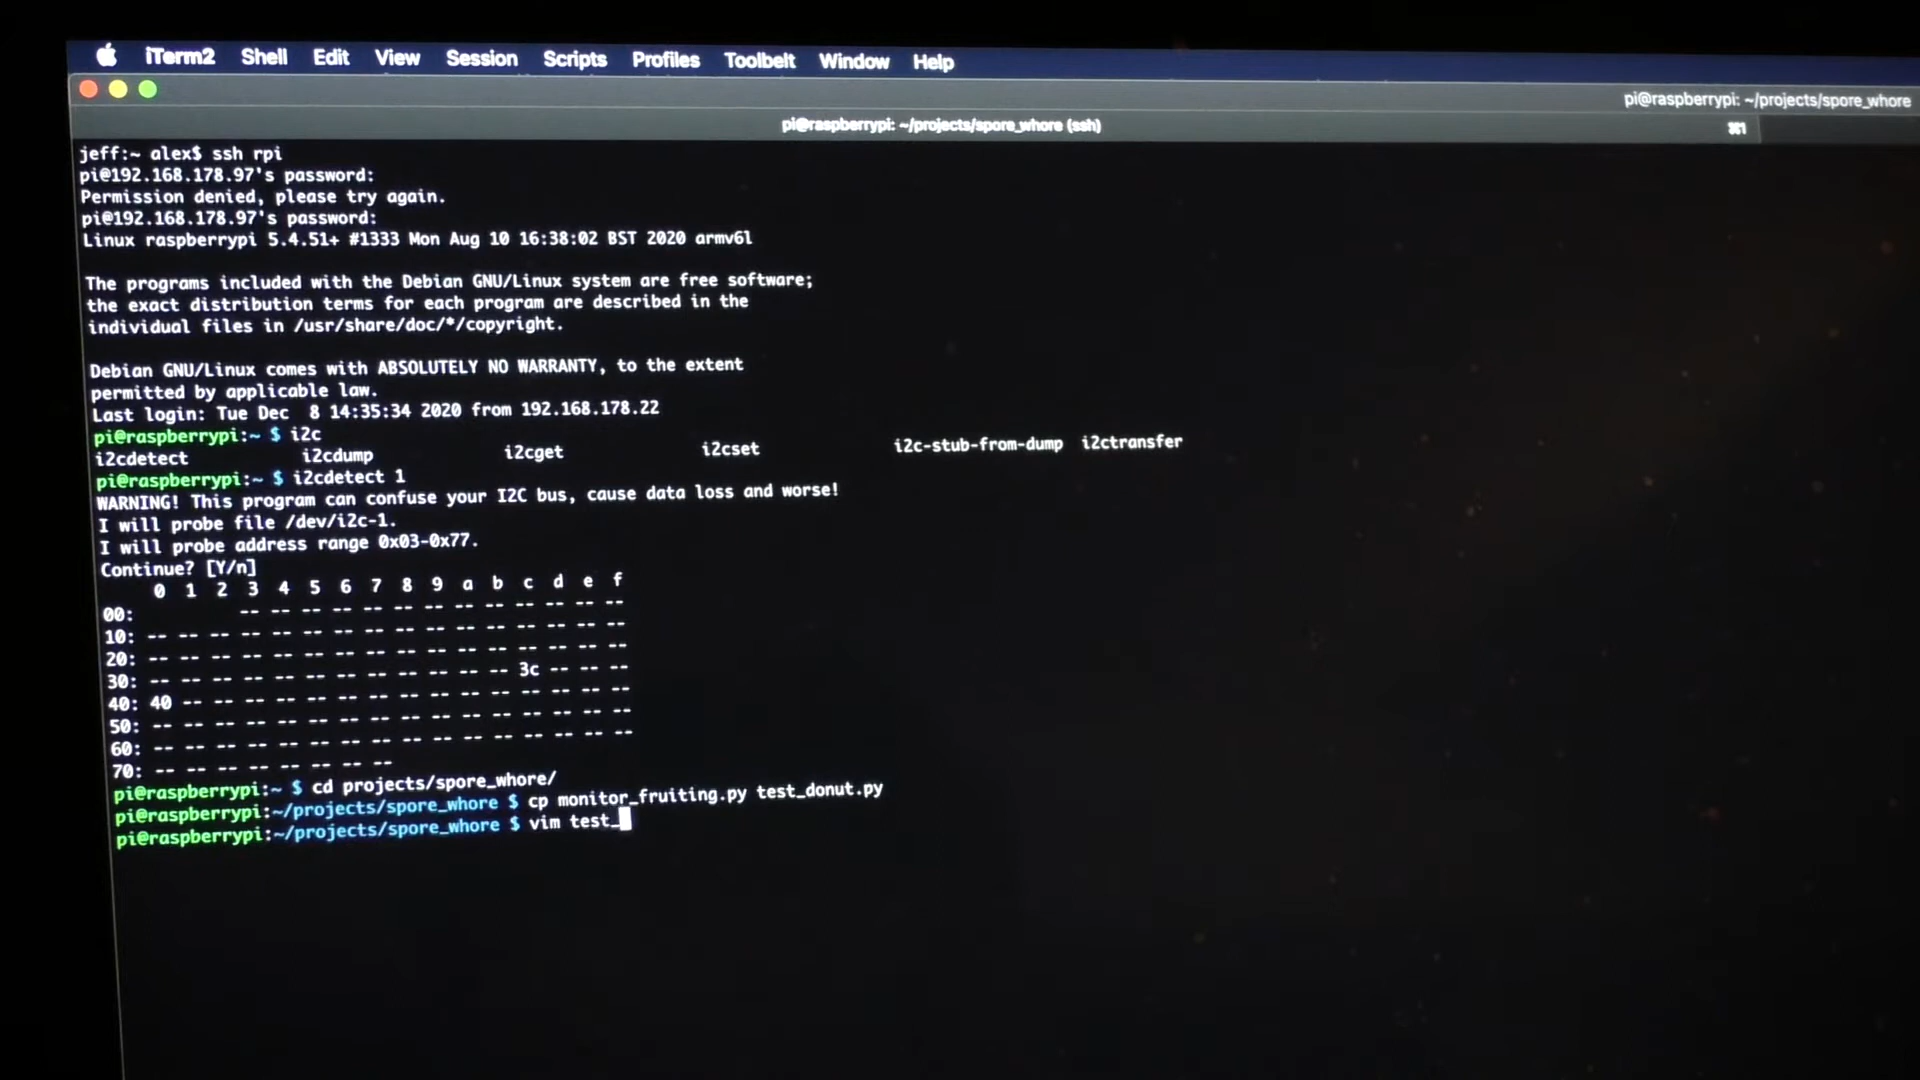 iTerm2 Shell Edit View Session Scripts Profiles Toolbelt Window Help
pi@raspberrypi: ~/projects/spore_whore
pi@raspberrypi: ~/projects/spore_whore (ssh) ⌘1
jeff:~ alex$ ssh rpi
pi@192.168.178.97's password:
Permission denied, please try again.
pi@192.168.178.97's password:
Linux raspberrypi 5.4.51+ #1333 Mon Aug 10 16:38:02 BST 2020 armv6l
The programs included with the Debian GNU/Linux system are free software;
the exact distribution terms for each program are described in the
individual files in /usr/share/doc/*/copyright.
Debian GNU/Linux comes with ABSOLUTELY NO WARRANTY, to the extent
permitted by applicable law.
Last login: Tue Dec  8 14:35:34 2020 from 192.168.178.22
pi@raspberrypi:~ $ i2c
i2cdetect i2cdump i2cget i2cset i2c-stub-from-dump i2ctransfer
pi@raspberrypi:~ $ i2cdetect 1
WARNING! This program can confuse your I2C bus, cause data loss and worse!
I will probe file /dev/i2c-1.
I will probe address range 0x03-0x77.
Continue? [Y/n]
0 1 2 3 4 5 6 7 8 9 a b c d e f
00: -- -- -- -- -- -- -- -- -- -- -- -- --
10: -- -- -- -- -- -- -- -- -- -- -- -- -- -- -- --
20: -- -- -- -- -- -- -- -- -- -- -- -- -- -- -- --
30: -- -- -- -- -- -- -- -- -- -- -- -- 3c -- -- --
40: 40 -- -- -- -- -- -- -- -- -- -- -- -- -- -- --
50: -- -- -- -- -- -- -- -- -- -- -- -- -- -- -- --
60: -- -- -- -- -- -- -- -- -- -- -- -- -- -- -- --
70: -- -- -- -- -- -- -- --
pi@raspberrypi:~ $ cd projects/spore_whore/
pi@raspberrypi:~/projects/spore_whore $ cp monitor_fruiting.py test_donut.py
pi@raspberrypi:~/projects/spore_whore $ vim test_